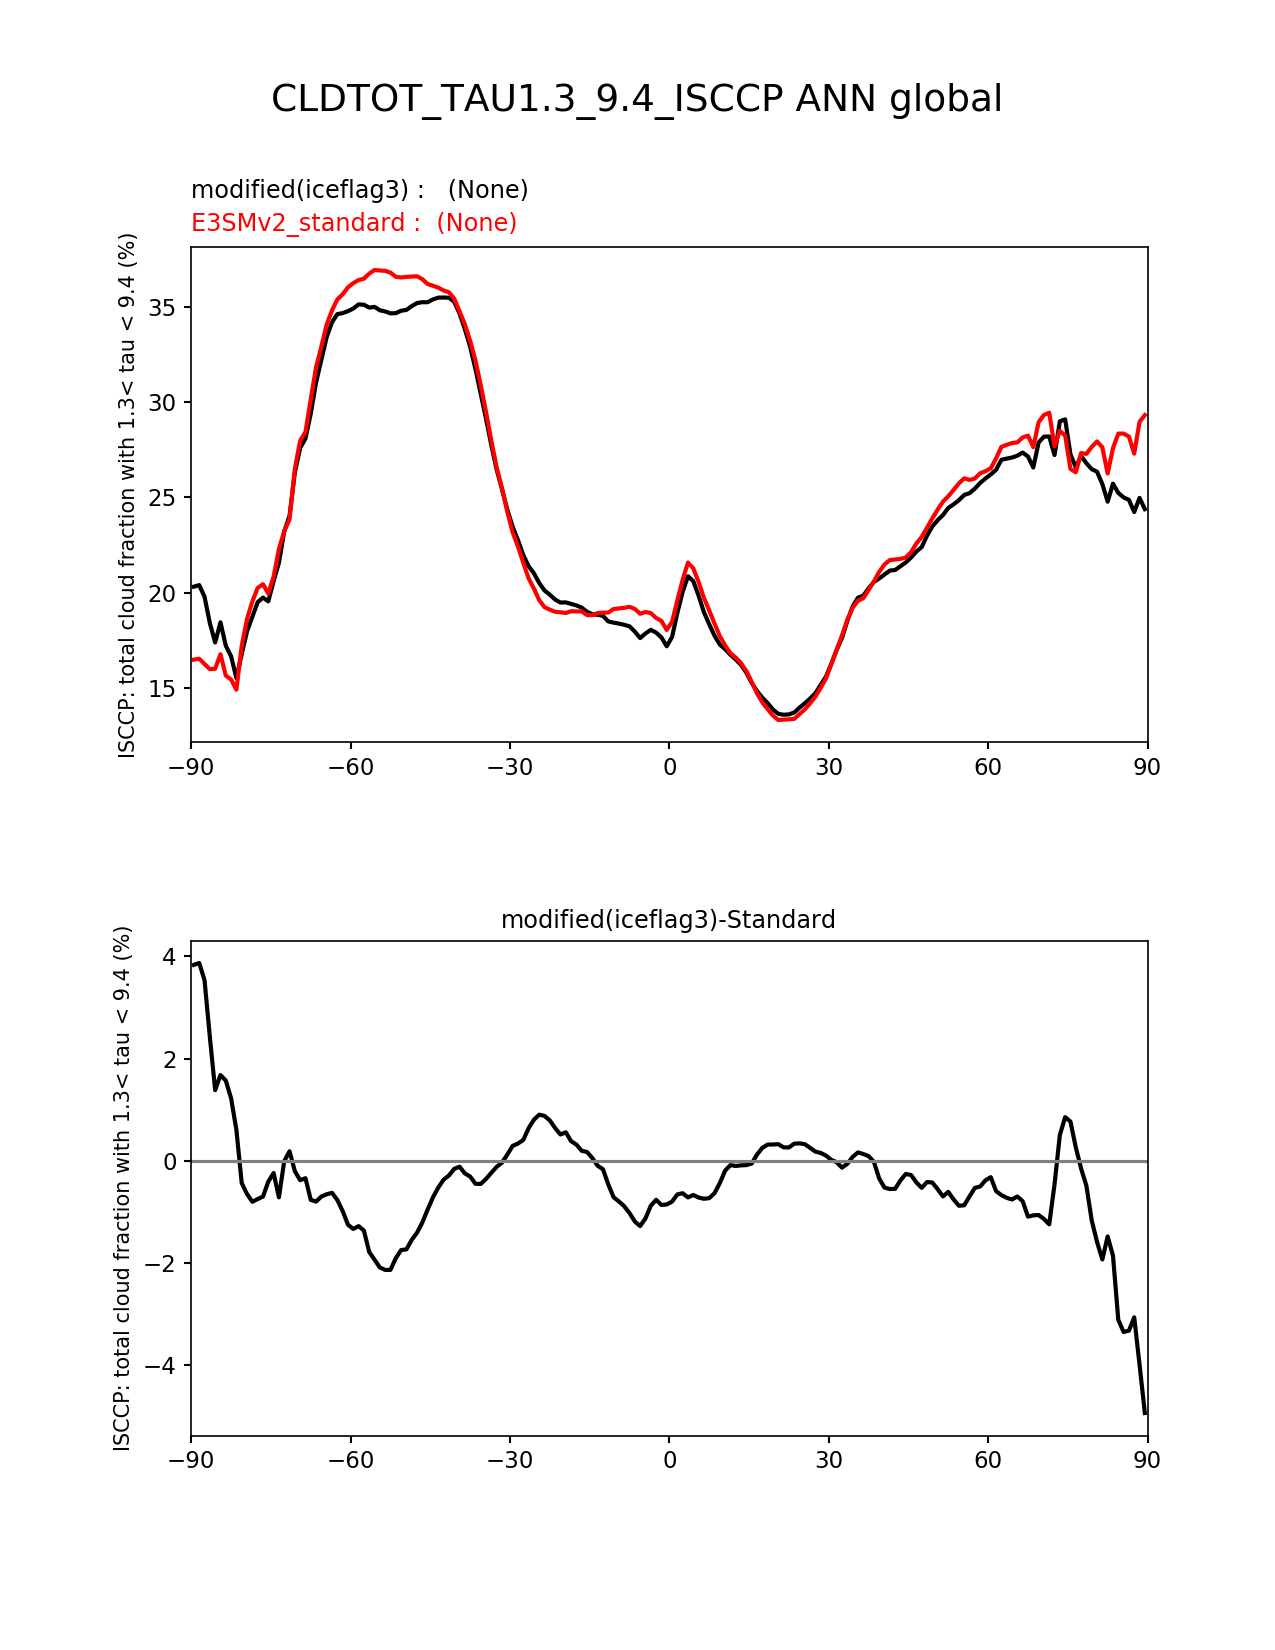 CLDTOT_TAU1.3_9.4_ISCCP ANN global
modified(iceflag3) :   (None)
E3SMv2_standard :  (None)
ISCCP: total cloud fraction with 1.3< tau < 9.4 (%)
35
30
25
20
15
−90 −60 −30 0 30 60 90
modified(iceflag3)-Standard
ISCCP: total cloud fraction with 1.3< tau < 9.4 (%)
4
2
0
−2
−4
−90 −60 −30 0 30 60 90